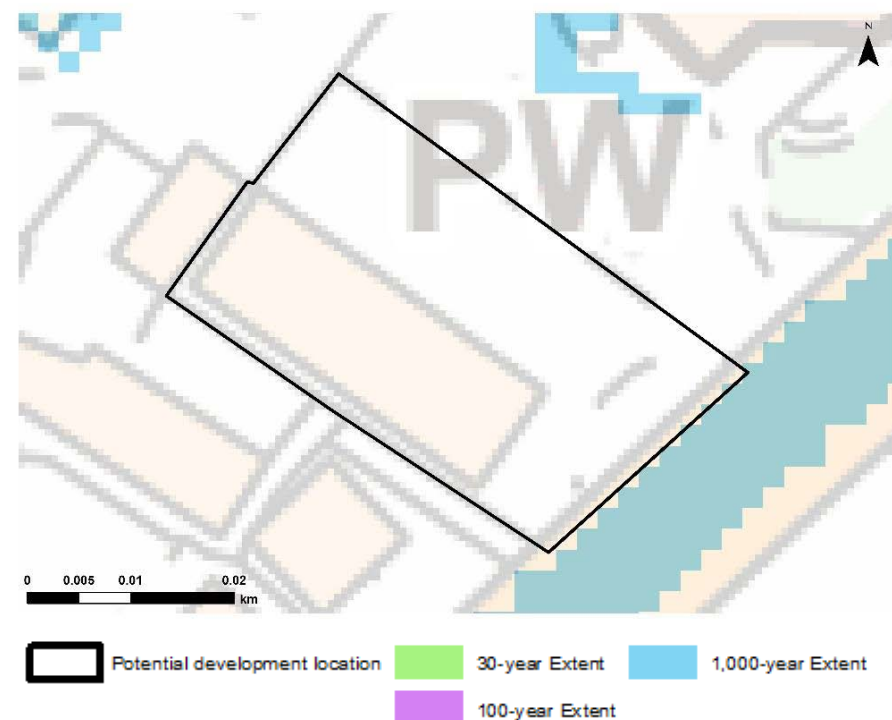 N
PW
0 0.005 0.01 0.02
km
Potential development location 30-year Extent 1,000-year Extent
100-year Extent